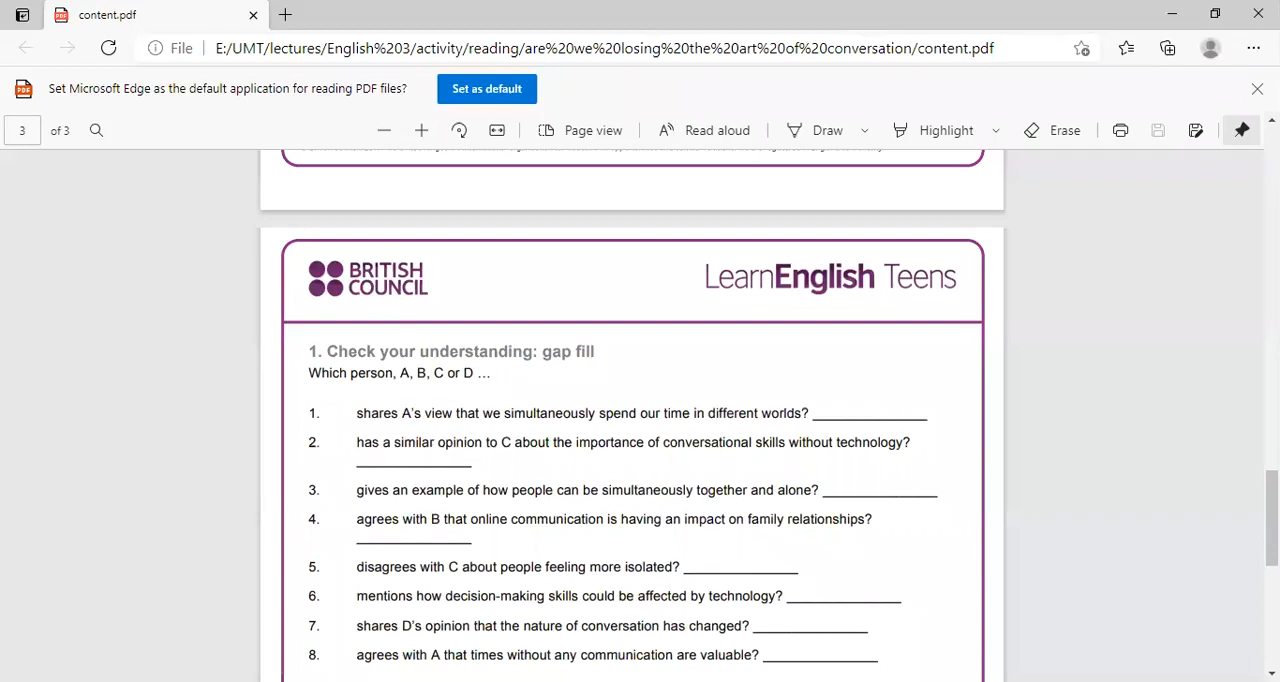 content.pdf
File
E:/UMT/lectures/English%203/activity/reading/are%20we%20losing%20the%20art%20of%20conversation/content.pdf
Set Microsoft Edge as the default application for reading PDF files?
Set as default
3 of 3
Page view
Read aloud
Draw
Highlight
Erase
BRITISH
COUNCIL
LearnEnglish Teens
1. Check your understanding: gap fill
Which person, A, B, C or D …
1. shares A's view that we simultaneously spend our time in different worlds? _______________
2. has a similar opinion to C about the importance of conversational skills without technology?
_______________
3. gives an example of how people can be simultaneously together and alone? _______________
4. agrees with B that online communication is having an impact on family relationships?
_______________
5. disagrees with C about people feeling more isolated? _______________
6. mentions how decision-making skills could be affected by technology? _______________
7. shares D's opinion that the nature of conversation has changed? _______________
8. agrees with A that times without any communication are valuable? _______________